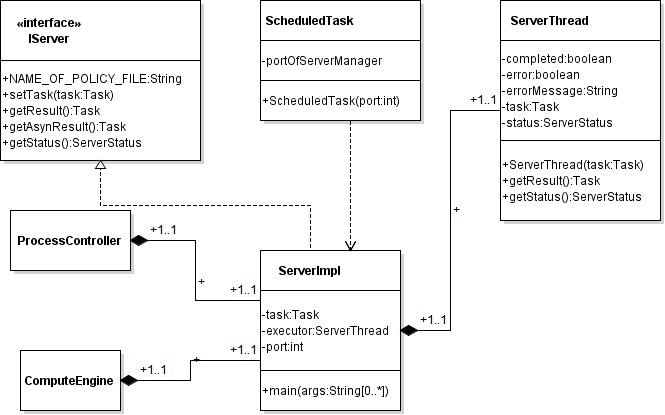 «interface»
IServer
+NAME_OF_POLICY_FILE:String
+setTask(task:Task)
+getResult():Task
+getAsynResult():Task
+getStatus():ServerStatus
ScheduledTask
-portOfServerManager
+ScheduledTask(port:int)
ServerThread
-completed:boolean
-error:boolean
-errorMessage:String
-task:Task
-status:ServerStatus
+ServerThread(task:Task)
+getResult():Task
+getStatus():ServerStatus
+1..1
+
+1..1
ProcessController
+1..1
+
+1..1
ServerImpl
-task:Task
-executor:ServerThread
-port:int
+main(args:String[0..*])
ComputeEngine
+1..1
+
+1..1